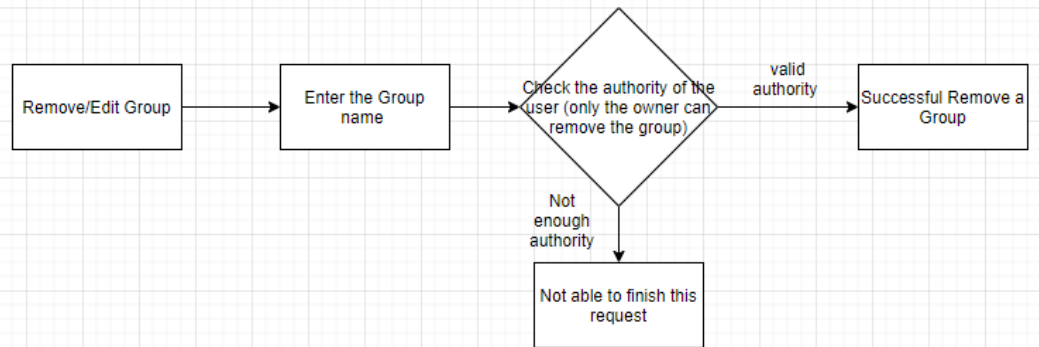 Remove/Edit Group
Enter the Group
name
Check the authority of the
user (only the owner can
remove the group)
valid
authority
Successful Remove a
Group
Not
enough
authority
Not able to finish this
request